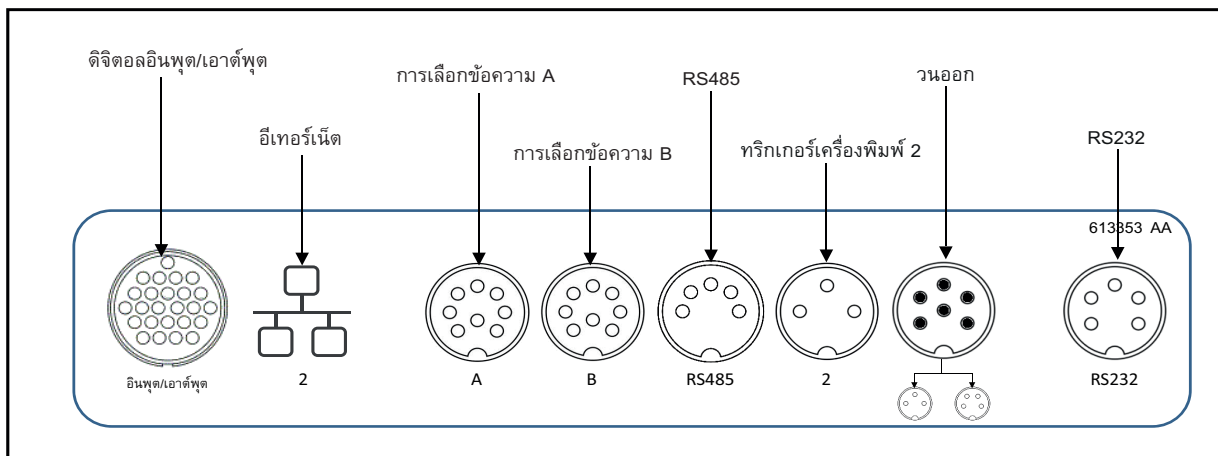 ดิจิตอลอินพุต/เอาต์พุต
การเลือกข้อความ A
RS485
วนออก
อีเทอร์เน็ต
การเลือกข้อความ B
ทริกเกอร์เครื่องพิมพ์ 2
RS232
613353 AA
อินพุต/เอาต์พุต
2
A
B
RS485
2
RS232